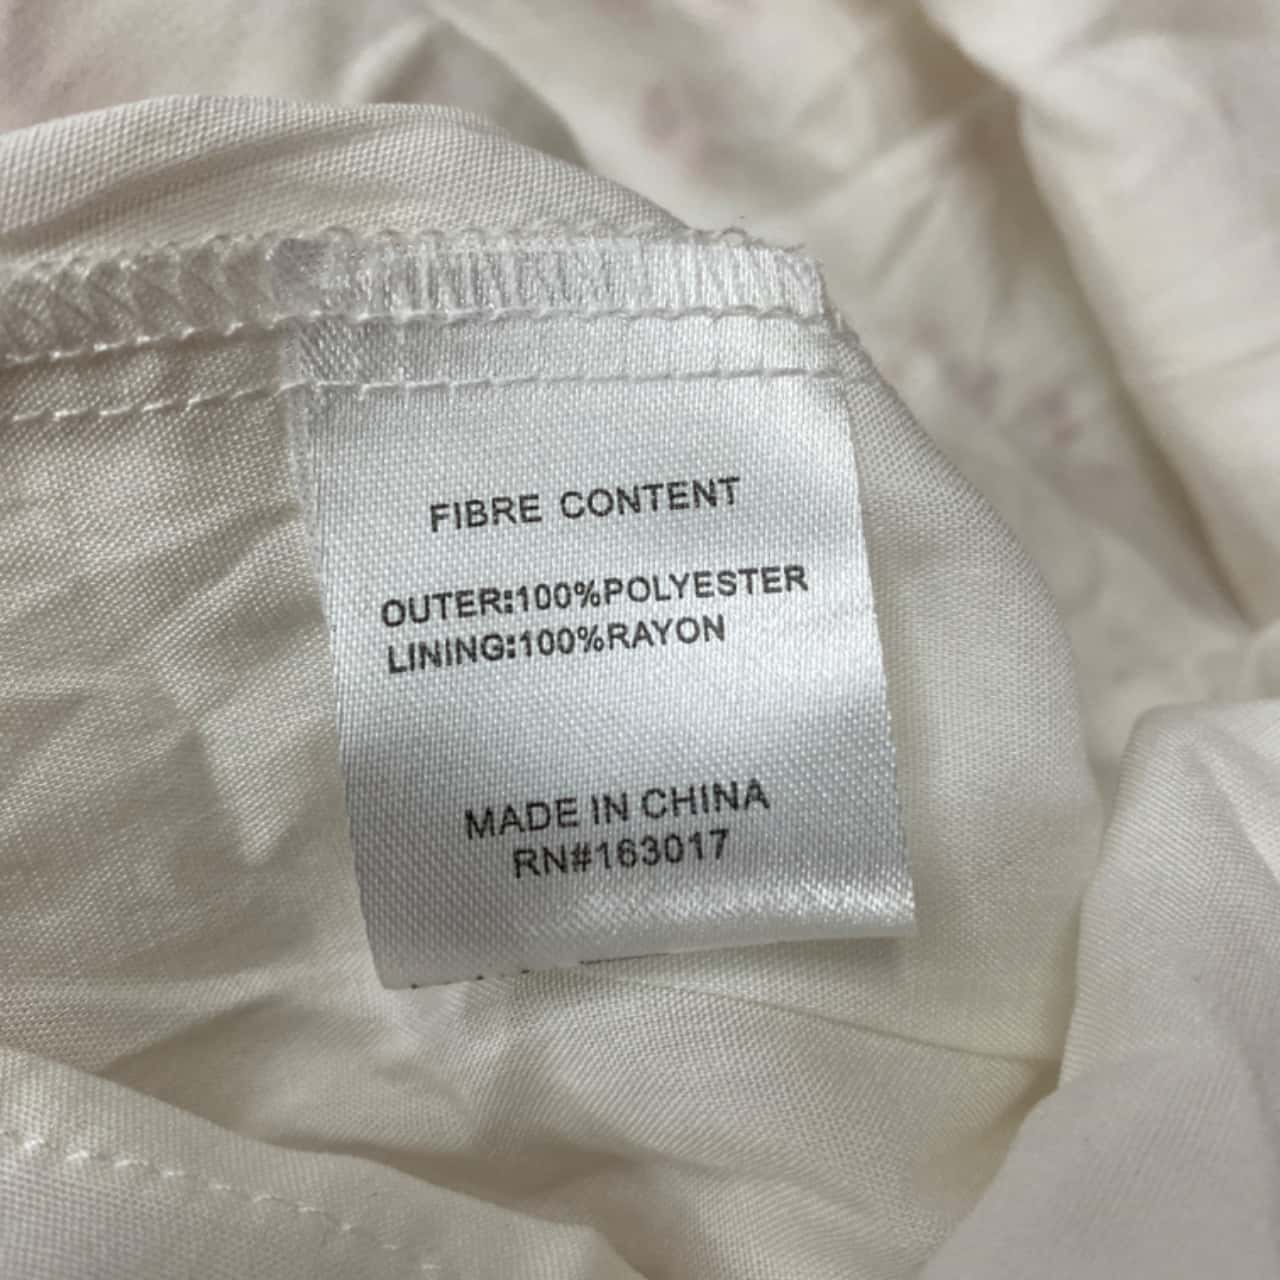 FIBRE CONTENT
OUTER:100%POLYESTER
LINING:100%RAYON
MADE IN CHINA
RN#163017